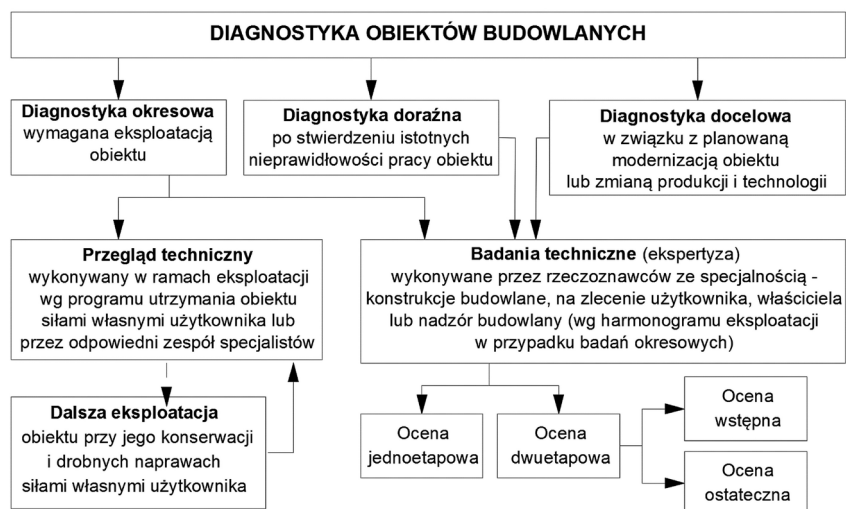 DIAGNOSTYKA OBIEKTÓW BUDOWLANYCH
Diagnostyka okresowa
wymagana eksploatacją
obiektu
Diagnostyka doraźna
po stwierdzeniu istotnych
nieprawidłowości pracy obiektu
Diagnostyka docelowa
w związku z planowaną
modernizacją obiektu
lub zmianą produkcji i technologii
Przegląd techniczny
wykonywany w ramach eksploatacji
wg programu utrzymania obiektu
siłami własnymi użytkownika lub
przez odpowiedni zespół specjalistów
Badania techniczne (ekspertyza)
wykonywane przez rzeczoznawców ze specjalnością -
konstrukcje budowlane, na zlecenie użytkownika, właściciela
lub nadzór budowlany (wg harmonogramu eksploatacji
w przypadku badań okresowych)
Dalsza eksploatacja
obiektu przy jego konserwacji
i drobnych naprawach
siłami własnymi użytkownika
Ocena
jednoetapowa
Ocena
dwuetapowa
Ocena
wstępna
Ocena
ostateczna